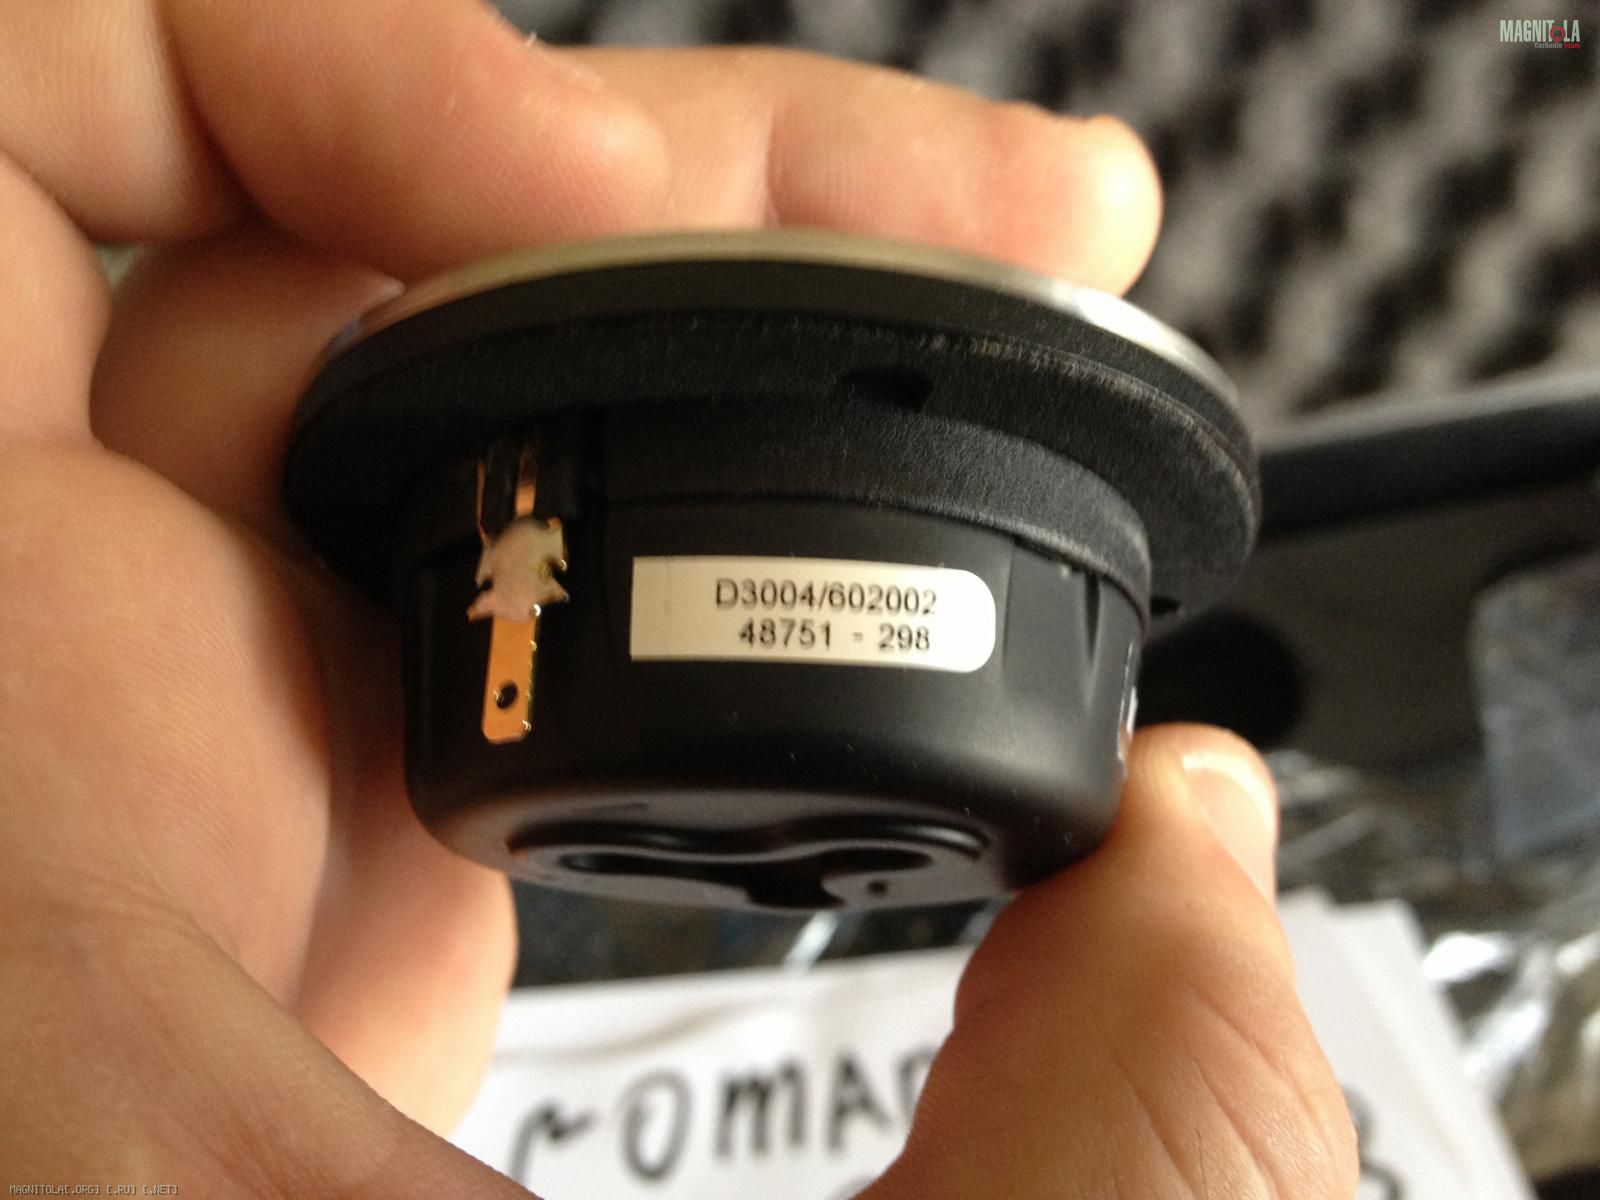 MAGNITOLA
CarAudio team
D3004/602002
48751 - 298
MAGNITOLA[.ORG] [.RU] [.NET]